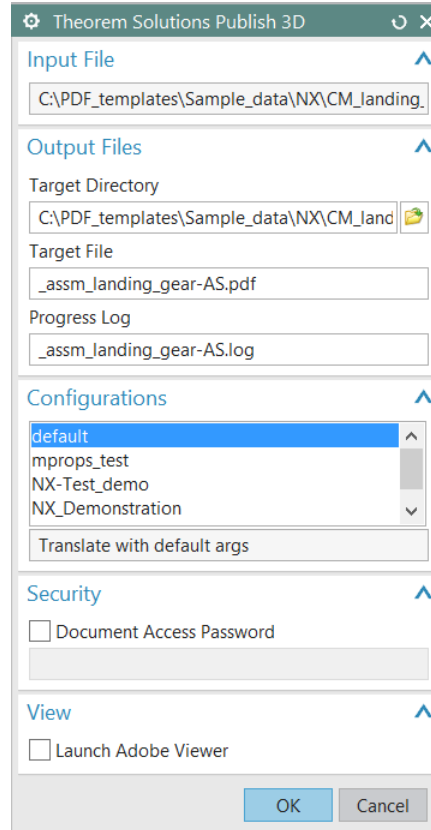 Theorem Solutions Publish 3D
Input File
C:\PDF_templates\Sample_data\NX\CM_landing_
Output Files
Target Directory
C:\PDF_templates\Sample_data\NX\CM_land
Target File
_assm_landing_gear-AS.pdf
Progress Log
_assm_landing_gear-AS.log
Configurations
default
mprops_test
NX-Test_demo
NX_Demonstration
Translate with default args
Security
Document Access Password
View
Launch Adobe Viewer
OK Cancel